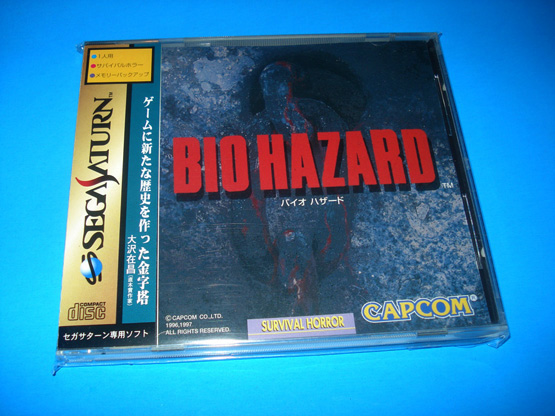 1人用
サバイバルホラー
メモリーバックアップ
SEGA SATURN
™
ゲームに新たな歴史を作った金字塔
大沢在昌
COMPACT
disc
セガサターン専用ソフト
BIO HAZARD
™
バイオ ハザード
©CAPCOM CO.,LTD.
1996,1997
ALL RIGHTS RESERVED.
SURVIVAL HORROR
CAPCOM
®